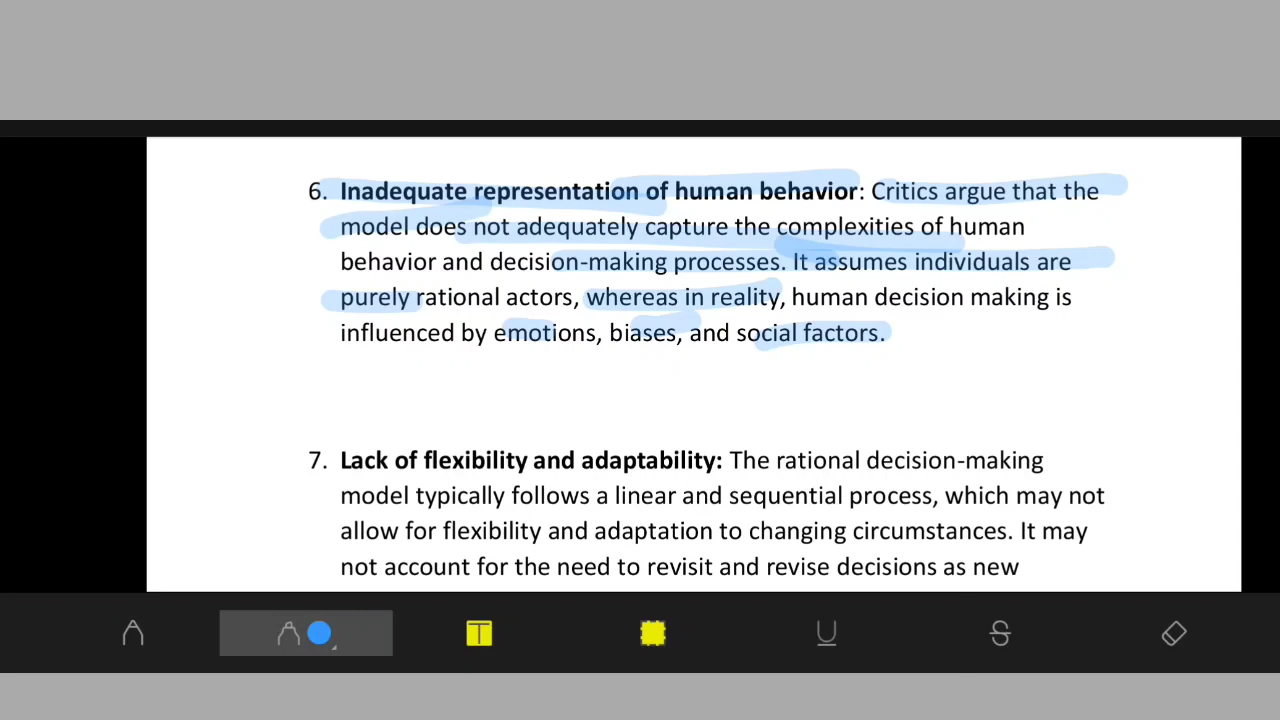 6. Inadequate representation of human behavior: Critics argue that the
model does not adequately capture the complexities of human
behavior and decision-making processes. It assumes individuals are
purely rational actors, whereas in reality, human decision making is
influenced by emotions, biases, and social factors.
7. Lack of flexibility and adaptability: The rational decision-making
model typically follows a linear and sequential process, which may not
allow for flexibility and adaptation to changing circumstances. It may
not account for the need to revisit and revise decisions as new